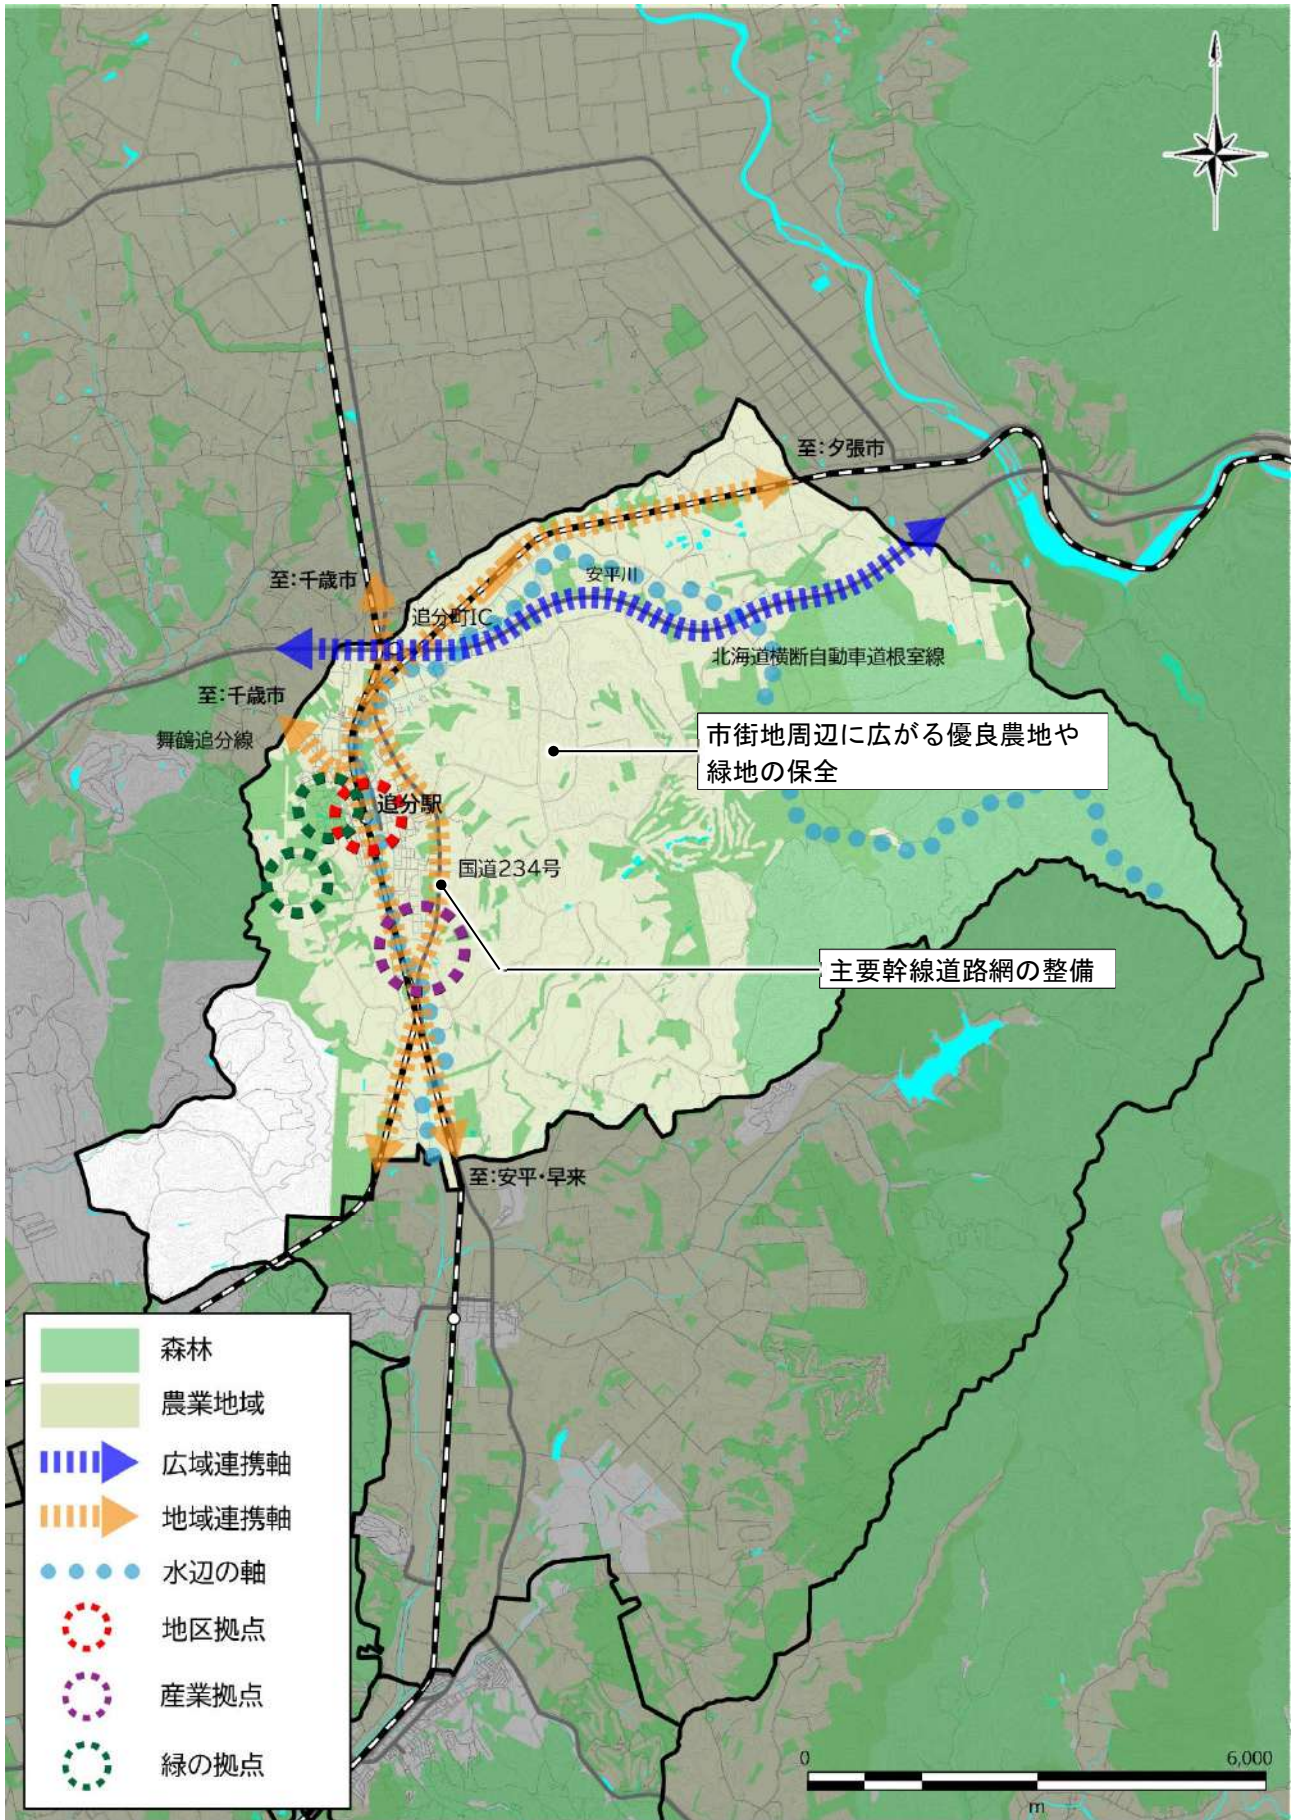 至:夕張市
至:千歳市
安平川
追分町IC
北海道横断自動車道根室線
至:千歳市
舞鶴追分線
市街地周辺に広がる優良農地や
緑地の保全
追分駅
国道234号
主要幹線道路網の整備
至:安平・早来
森林
農業地域
広域連携軸
地域連携軸
水辺の軸
地区拠点
産業拠点
緑の拠点
0
6,000
m